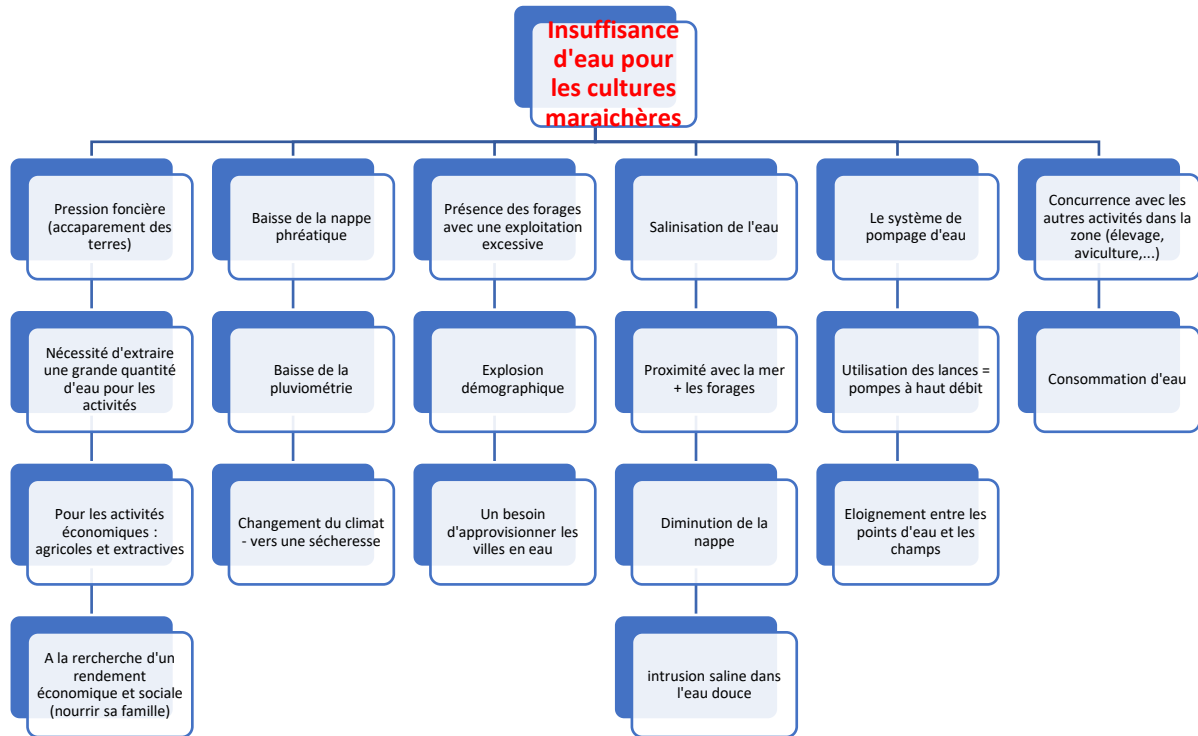 Insuffisance
d'eau pour
les cultures
maraichères
Pression foncière
(accaparement des
terres)
Baisse de la nappe
phréatique
Présence des forages
avec une exploitation
excessive
Salinisation de l'eau
Le système de
pompage d'eau
Concurrence avec les
autres activités dans la
zone (élevage,
aviculture,...)
Nécessité d'extraire
une grande quantité
d'eau pour les
activités
Baisse de la
pluviométrie
Explosion
démographique
Proximité avec la mer
+ les forages
Utilisation des lances =
pompes à haut débit
Consommation d'eau
Pour les activités
économiques :
agricoles et extractives
Changement du climat
- vers une sécheresse
Un besoin
d'approvisionner les
villes en eau
Diminution de la
nappe
Eloignement entre les
points d'eau et les
champs
A la rercherche d'un
rendement
économique et sociale
(nourrir sa famille)
intrusion saline dans
l'eau douce